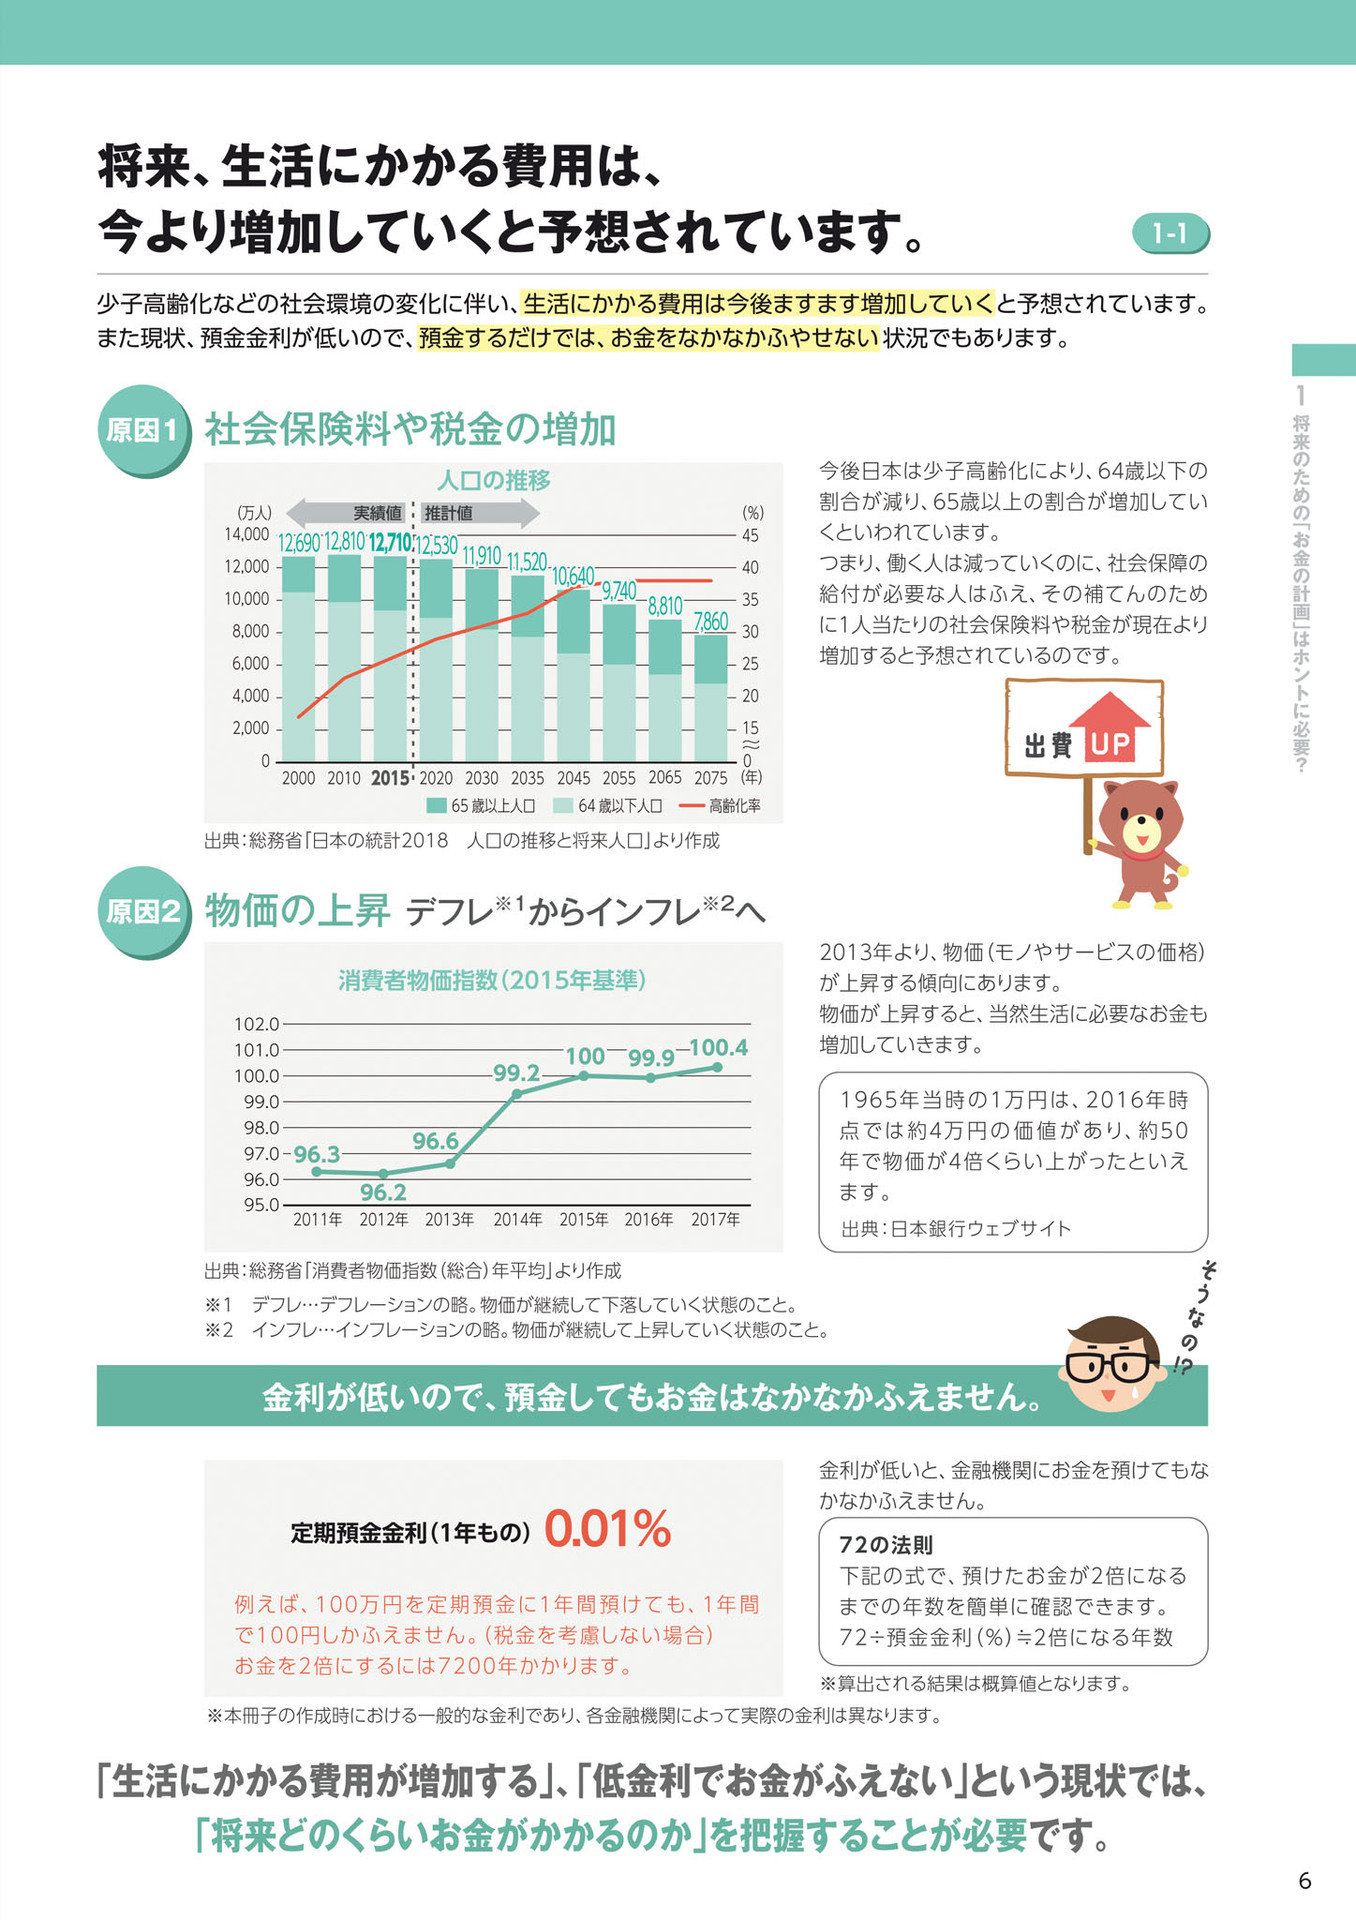 将来、生活にかかる費用は、
今より増加していくと予想されています。
1-1
少子高齢化などの社会環境の変化に伴い、生活にかかる費用は今後ますます増加していくと予想されています。
また現状、預金金利が低いので、預金するだけでは、お金をなかなかふやせない状況でもあります。
1 将来のための「お金の計画」はホントに必要？
原因1 社会保険料や税金の増加
人口の推移
実績値 推計値
(万人) (%)
14,000 12,690 12,810 12,710 12,530 11,910 11,520 10,640 9,740 8,810 7,860 45
12,000 40
10,000 35
8,000 30
6,000 25
4,000 20
2,000 15
0 0
2000 2010 2015 2020 2030 2035 2045 2055 2065 2075 (年)
65歳以上人口 64歳以下人口 高齢化率
出典：総務省「日本の統計2018　人口の推移と将来人口」より作成
今後日本は少子高齢化により、64歳以下の
割合が減り、65歳以上の割合が増加してい
くといわれています。
つまり、働く人は減っていくのに、社会保障の
給付が必要な人はふえ、その補てんのため
に1人当たりの社会保険料や税金が現在より
増加すると予想されているのです。
出費 UP
原因2 物価の上昇 デフレ※1からインフレ※2へ
消費者物価指数（2015年基準）
102.0
101.0
100.0
99.0
98.0
97.0
96.0
95.0
96.3 96.2 96.6 99.2 100 99.9 100.4
2011年 2012年 2013年 2014年 2015年 2016年 2017年
出典：総務省「消費者物価指数（総合）年平均」より作成
※1　デフレ…デフレーションの略。物価が継続して下落していく状態のこと。
※2　インフレ…インフレーションの略。物価が継続して上昇していく状態のこと。
2013年より、物価（モノやサービスの価格）
が上昇する傾向にあります。
物価が上昇すると、当然生活に必要なお金も
増加していきます。
1965年当時の1万円は、2016年時
点では約4万円の価値があり、約50
年で物価が4倍くらい上がったといえ
ます。
出典：日本銀行ウェブサイト
そうなの!?
金利が低いので、預金してもお金はなかなかふえません。
定期預金金利（1年もの） 0.01%
例えば、100万円を定期預金に1年間預けても、1年間
で100円しかふえません。（税金を考慮しない場合）
お金を2倍にするには7200年かかります。
金利が低いと、金融機関にお金を預けてもな
かなかふえません。
72の法則
下記の式で、預けたお金が2倍になる
までの年数を簡単に確認できます。
72÷預金金利（%）≒2倍になる年数
※算出される結果は概算値となります。
※本冊子の作成時における一般的な金利であり、各金融機関によって実際の金利は異なります。
「生活にかかる費用が増加する」、「低金利でお金がふえない」という現状では、
「将来どのくらいお金がかかるのか」を把握することが必要です。
6